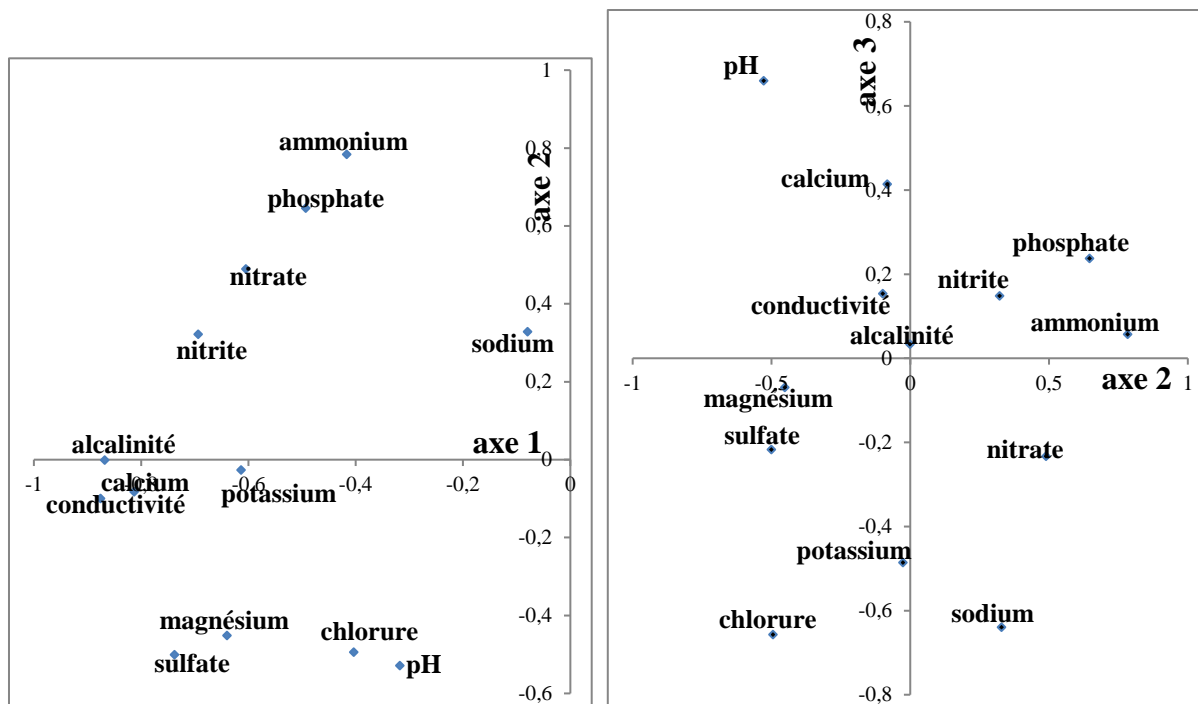 1
ammonium
0,8
axe 2
phosphate
0,6
nitrate
0,4
nitrite
sodium
0,2
alcalinité
axe 1
0
-1
-0,8
-0,6
-0,4
-0,2
0
calcium
conductivité
potassium
-0,2
-0,4
magnésium
chlorure
sulfate
pH
-0,6
0,8
axe 3
pH
0,6
calcium
0,4
phosphate
nitrite
0,2
conductivité
ammonium
alcalinité
0
-1
-0,5
0
0,5
1
axe 2
magnésium
sulfate
-0,2
nitrate
-0,4
potassium
chlorure
-0,6
sodium
-0,8